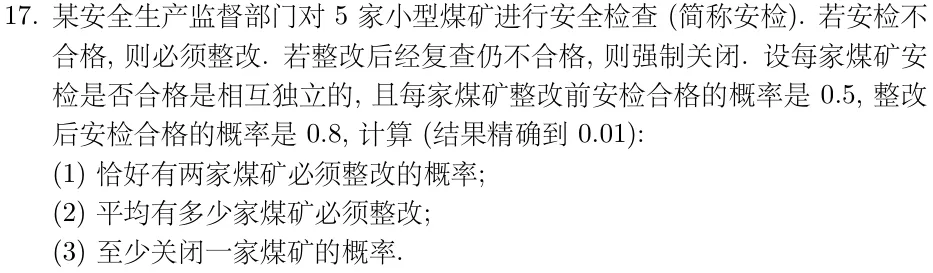 17. 某安全生产监督部门对 5 家小型煤矿进行安全检查 (简称安检). 若安检不
合格, 则必须整改. 若整改后经复查仍不合格, 则强制关闭. 设每家煤矿安
检是否合格是相互独立的, 且每家煤矿整改前安检合格的概率是 0.5, 整改
后安检合格的概率是 0.8, 计算 (结果精确到 0.01):
(1) 恰好有两家煤矿必须整改的概率;
(2) 平均有多少家煤矿必须整改;
(3) 至少关闭一家煤矿的概率.